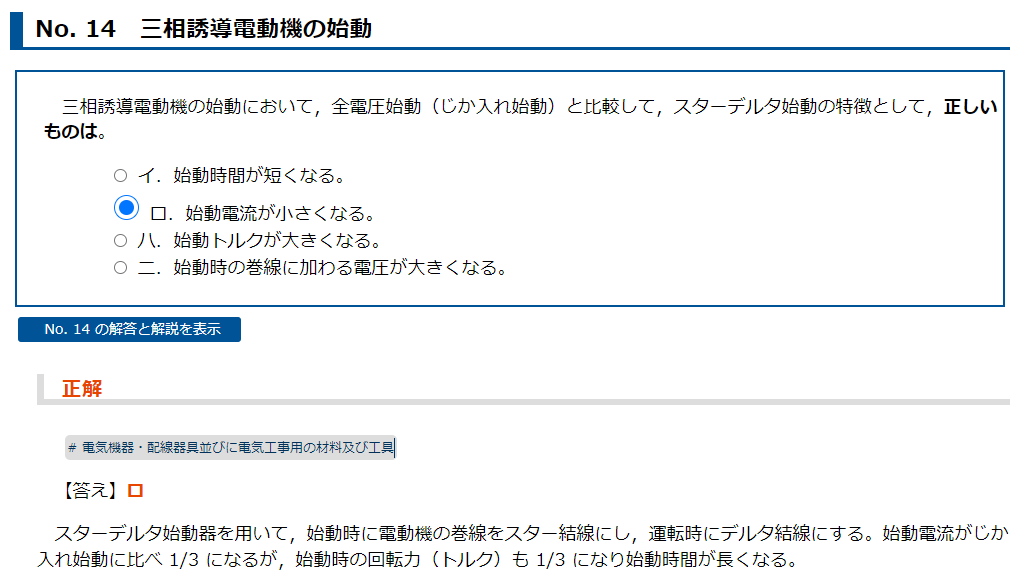 No. 14　三相誘導電動機の始動
三相誘導電動機の始動において，全電圧始動（じか入れ始動）と比較して，スターデルタ始動の特徴として，正しい
ものは。
イ．始動時間が短くなる。
ロ．始動電流が小さくなる。
ハ．始動トルクが大きくなる。
ニ．始動時の巻線に加わる電圧が大きくなる。
No. 14 の解答と解説を表示
正解
# 電気機器・配線器具並びに電気工事用の材料及び工具
【答え】ロ
スターデルタ始動器を用いて，始動時に電動機の巻線をスター結線にし，運転時にデルタ結線にする。始動電流がじか
入れ始動に比べ 1/3 になるが，始動時の回転力（トルク）も 1/3 になり始動時間が長くなる。